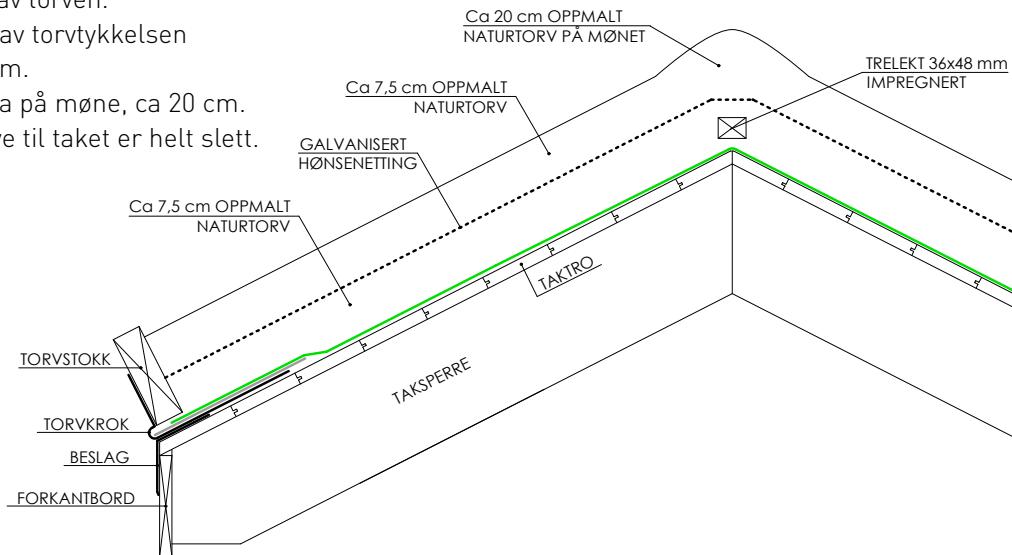 av torven.
av torvtykkelsen
m.
a på møne, ca 20 cm.
ve til taket er helt slett.
Ca 20 cm OPPMALT
NATURTORV PÅ MØNET
TRELEKT 36x48 mm
IMPREGNERT
Ca 7,5 cm OPPMALT
NATURTORV
GALVANISERT
HØNSENETTING
Ca 7,5 cm OPPMALT
NATURTORV
TAKTRO
TORVSTOKK
TAKSPERRE
TORVKROK
BESLAG
FORKANTBORD